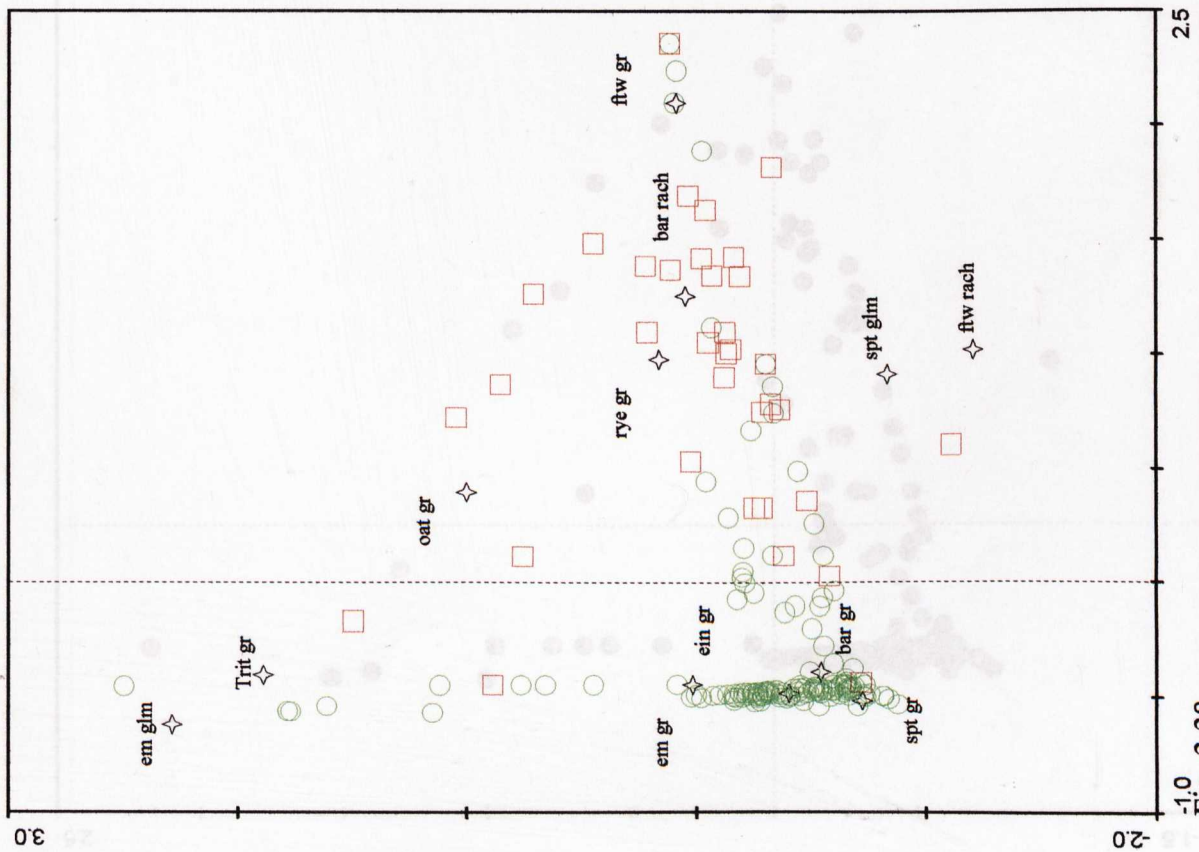 3.0
em glm
Trit gr
oat gr
em gr
ein gr
bar gr
spt gr
rye gr
bar rach
ftw gr
spt glm
ftw rach
-2.0
-1.0
2.5